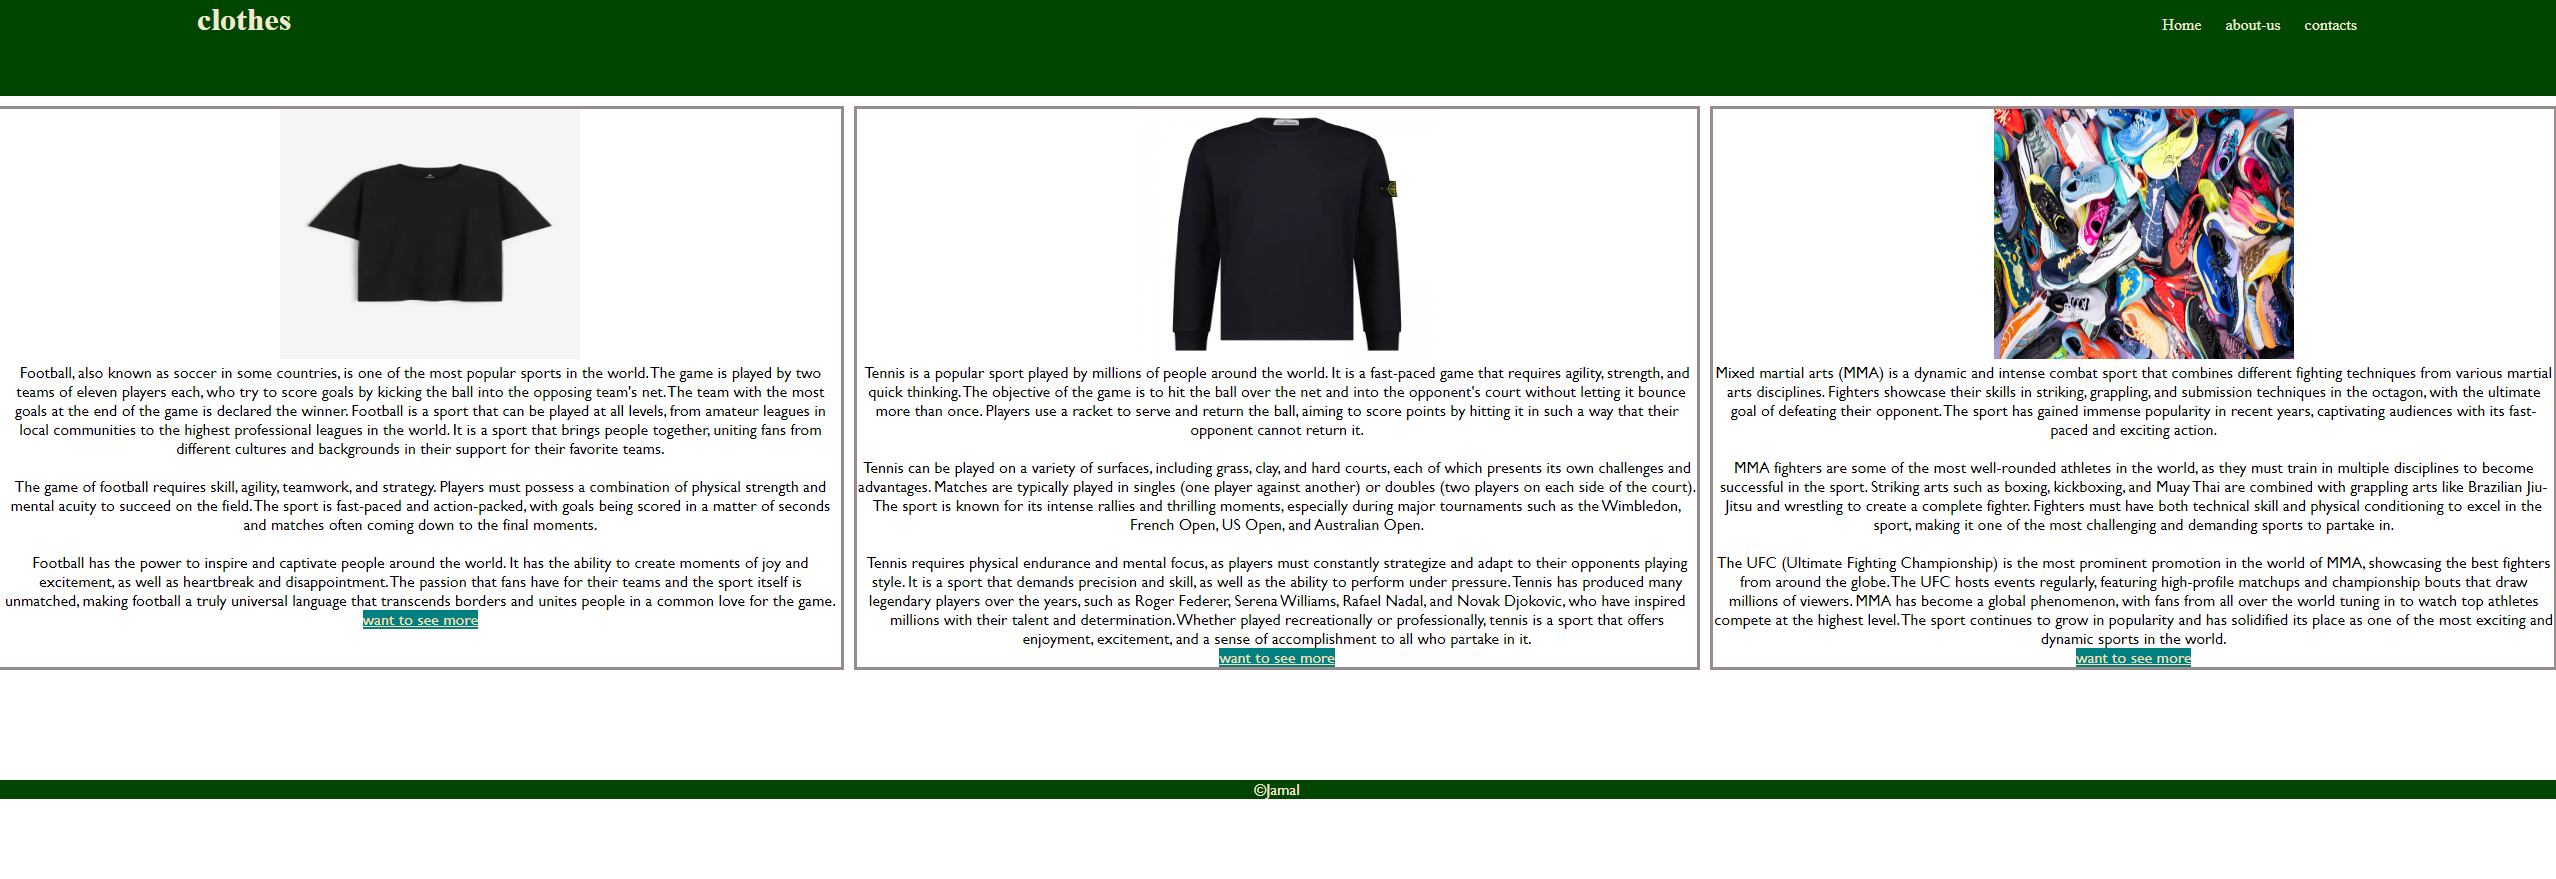 clothes
Home about-us contacts
Football, also known as soccer in some countries, is one of the most popular sports in the world. The game is played by two
teams of eleven players each, who try to score goals by kicking the ball into the opposing team's net. The team with the most
goals at the end of the game is declared the winner. Football is a sport that can be played at all levels, from amateur leagues in
local communities to the highest professional leagues in the world. It is a sport that brings people together, uniting fans from
different cultures and backgrounds in their support for their favorite teams.
The game of football requires skill, agility, teamwork, and strategy. Players must possess a combination of physical strength and
mental acuity to succeed on the field. The sport is fast-paced and action-packed, with goals being scored in a matter of seconds
and matches often coming down to the final moments.
Football has the power to inspire and captivate people around the world. It has the ability to create moments of joy and
excitement, as well as heartbreak and disappointment. The passion that fans have for their teams and the sport itself is
unmatched, making football a truly universal language that transcends borders and unites people in a common love for the game.
want to see more
Tennis is a popular sport played by millions of people around the world. It is a fast-paced game that requires agility, strength, and
quick thinking. The objective of the game is to hit the ball over the net and into the opponent's court without letting it bounce
more than once. Players use a racket to serve and return the ball, aiming to score points by hitting it in such a way that their
opponent cannot return it.
Tennis can be played on a variety of surfaces, including grass, clay, and hard courts, each of which presents its own challenges and
advantages. Matches are typically played in singles (one player against another) or doubles (two players on each side of the court).
The sport is known for its intense rallies and thrilling moments, especially during major tournaments such as the Wimbledon,
French Open, US Open, and Australian Open.
Tennis requires physical endurance and mental focus, as players must constantly strategize and adapt to their opponents playing
style. It is a sport that demands precision and skill, as well as the ability to perform under pressure. Tennis has produced many
legendary players over the years, such as Roger Federer, Serena Williams, Rafael Nadal, and Novak Djokovic, who have inspired
millions with their talent and determination. Whether played recreationally or professionally, tennis is a sport that offers
enjoyment, excitement, and a sense of accomplishment to all who partake in it.
want to see more
Mixed martial arts (MMA) is a dynamic and intense combat sport that combines different fighting techniques from various martial
arts disciplines. Fighters showcase their skills in striking, grappling, and submission techniques in the octagon, with the ultimate
goal of defeating their opponent. The sport has gained immense popularity in recent years, captivating audiences with its fast-
paced and exciting action.
MMA fighters are some of the most well-rounded athletes in the world, as they must train in multiple disciplines to become
successful in the sport. Striking arts such as boxing, kickboxing, and Muay Thai are combined with grappling arts like Brazilian Jiu-
Jitsu and wrestling to create a complete fighter. Fighters must have both technical skill and physical conditioning to excel in the
sport, making it one of the most challenging and demanding sports to partake in.
The UFC (Ultimate Fighting Championship) is the most prominent promotion in the world of MMA, showcasing the best fighters
from around the globe. The UFC hosts events regularly, featuring high-profile matchups and championship bouts that draw
millions of viewers. MMA has become a global phenomenon, with fans from all over the world tuning in to watch top athletes
compete at the highest level. The sport continues to grow in popularity and has solidified its place as one of the most exciting and
dynamic sports in the world.
want to see more
©Jamal